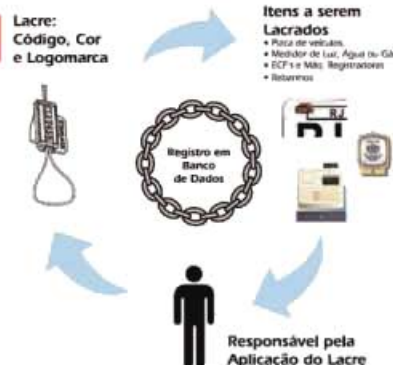 Lacre:
Código, Cor
e Logomarca
Itens a serem
Lacrados
• Placa de veículos
• Medidor de Luz, Água ou Gá
• ECF's e Máq. Registradoras
• Rebanhos
RJ
Registro em
Banco
de Dados
Responsável pela
Aplicação do Lacre